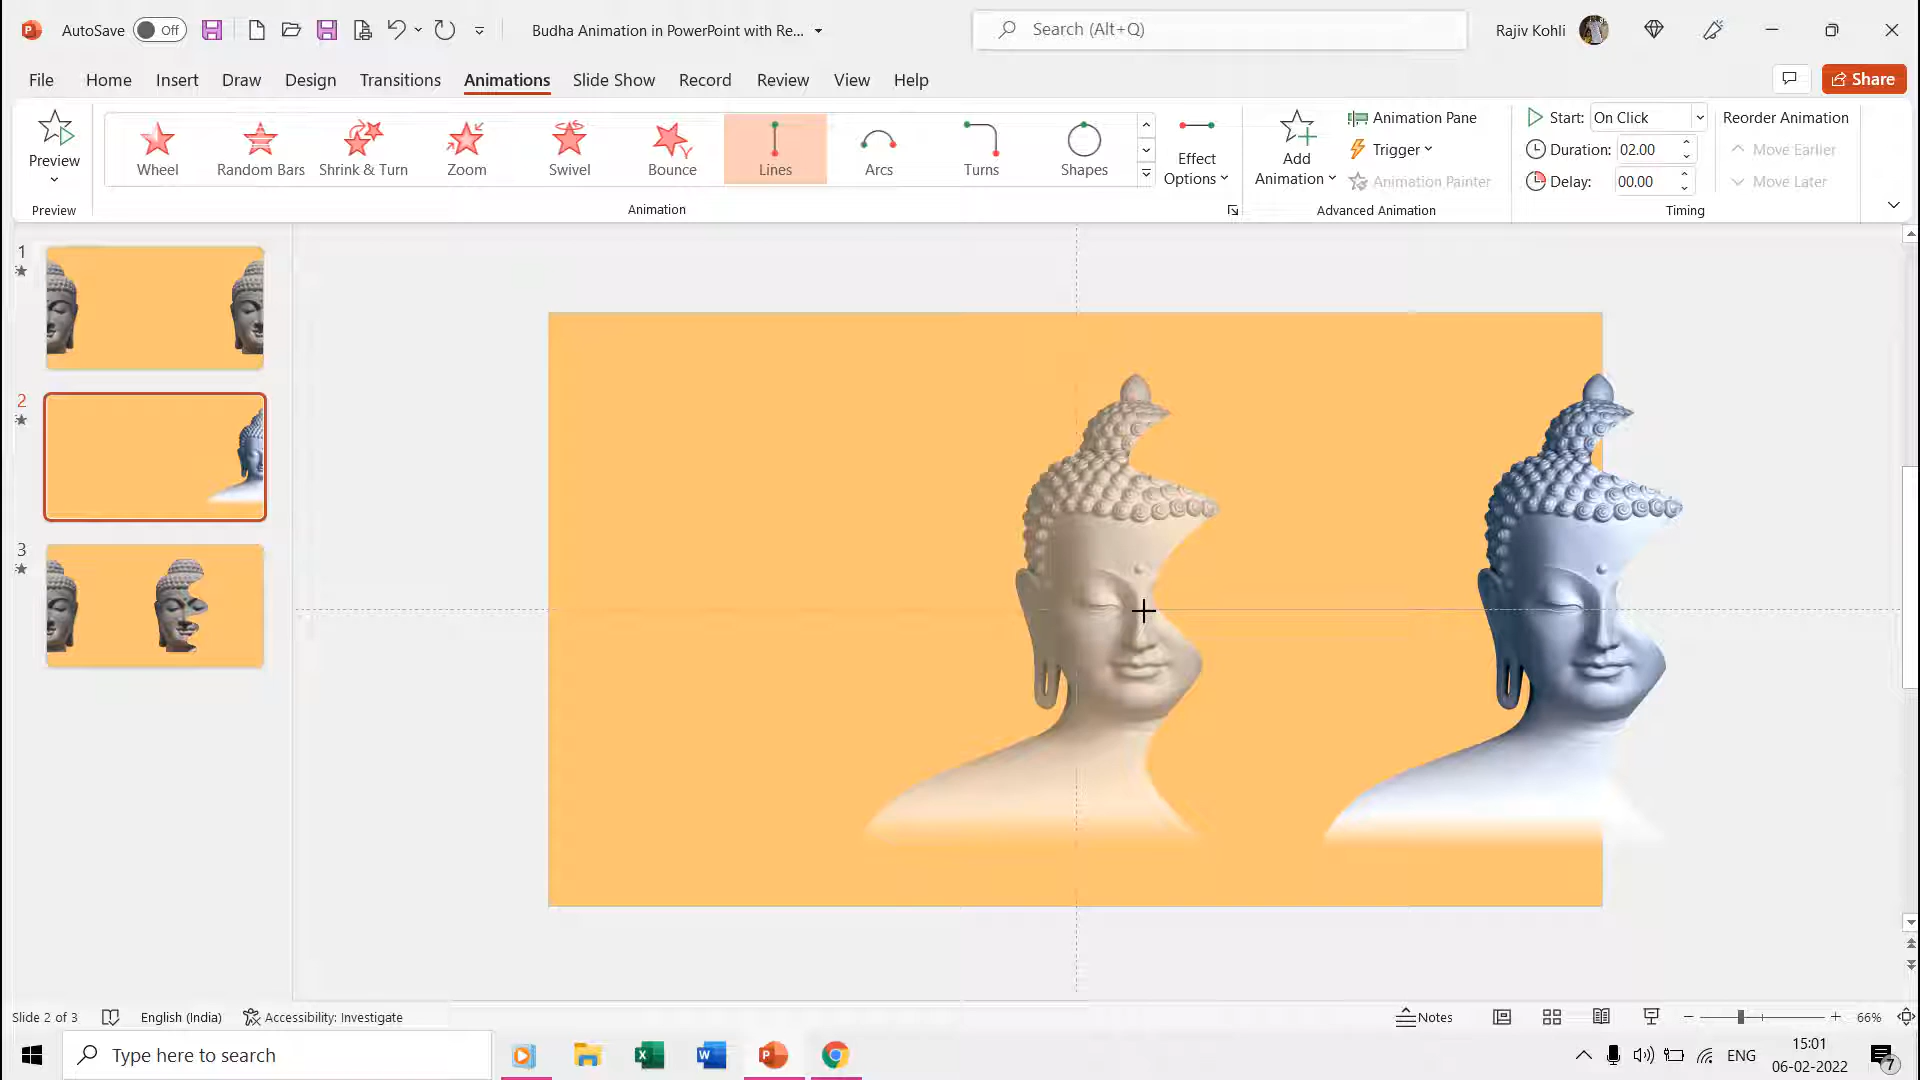 AutoSave Off Budha Animation in PowerPoint with Re... Search (Alt+Q) Rajiv Kohli
File Home Insert Draw Design Transitions Animations Slide Show Record Review View Help Share
Preview
Wheel Random Bars Shrink & Turn Zoom Swivel Bounce Lines Arcs Turns Shapes
Effect Options
Add Animation
Animation Pane
Trigger
Animation Painter
Start: On Click
Duration: 02.00
Delay: 00.00
Reorder Animation
Move Earlier
Move Later
Preview Animation Advanced Animation Timing
1
2
3
Slide 2 of 3 English (India) Accessibility: Investigate Notes 66%
Type here to search
ENG
15:01
06-02-2022
7